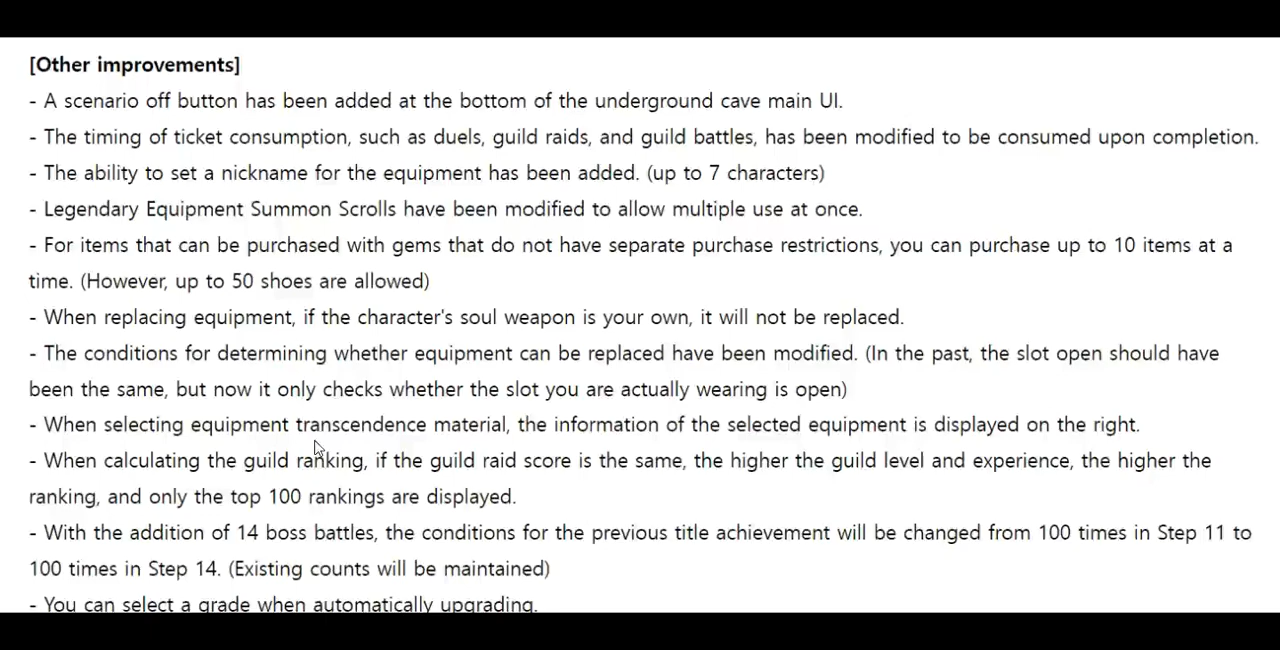 [Other improvements]
- A scenario off button has been added at the bottom of the underground cave main UI.
- The timing of ticket consumption, such as duels, guild raids, and guild battles, has been modified to be consumed upon completion.
- The ability to set a nickname for the equipment has been added. (up to 7 characters)
- Legendary Equipment Summon Scrolls have been modified to allow multiple use at once.
- For items that can be purchased with gems that do not have separate purchase restrictions, you can purchase up to 10 items at a
time. (However, up to 50 shoes are allowed)
- When replacing equipment, if the character's soul weapon is your own, it will not be replaced.
- The conditions for determining whether equipment can be replaced have been modified. (In the past, the slot open should have
been the same, but now it only checks whether the slot you are actually wearing is open)
- When selecting equipment transcendence material, the information of the selected equipment is displayed on the right.
- When calculating the guild ranking, if the guild raid score is the same, the higher the guild level and experience, the higher the
ranking, and only the top 100 rankings are displayed.
- With the addition of 14 boss battles, the conditions for the previous title achievement will be changed from 100 times in Step 11 to
100 times in Step 14. (Existing counts will be maintained)
- You can select a grade when automatically upgrading.